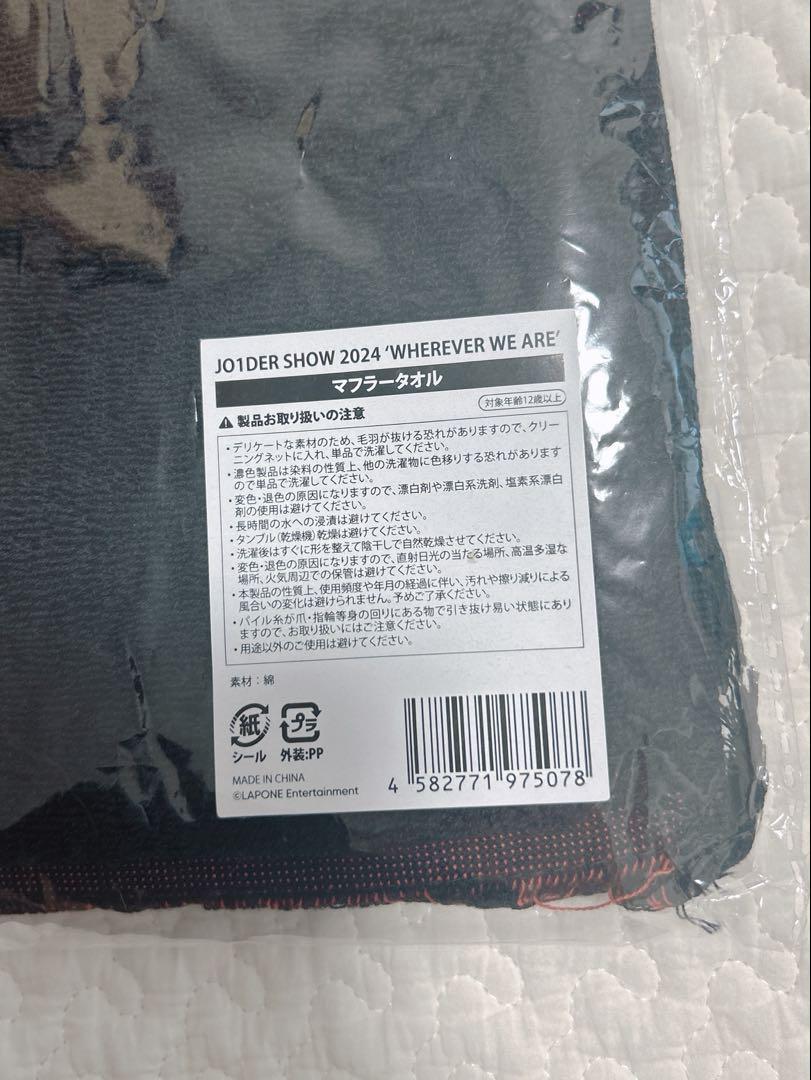 JO1DER SHOW 2024 ‘WHEREVER WE ARE’
マフラータオル
対象年齢12歳以上
製品お取り扱いの注意
・デリケートな素材のため、毛羽が抜ける恐れがありますので、クリー
ニングネットに入れ、単品で洗濯してください。
・濃色製品は染料の性質上、他の洗濯物に色移りする恐れがあります
ので単品で洗濯してください。
・変色・退色の原因になりますので、漂白剤や漂白系洗剤、塩素系漂白
剤の使用は避けてください。
・長時間の水への浸漬は避けてください。
・タンブル(乾燥機)乾燥は避けてください。
・洗濯後はすぐに形を整えて陰干しで自然乾燥させてください。
・変色・退色の原因になりますので、直射日光の当たる場所、高温多湿な
場所、火気周辺での保管は避けてください。
・本製品の性質上、使用頻度や年月の経過に伴い、汚れや擦り減りによる
風合いの変化は避けられません。予めご了承ください。
・パイル糸が爪・指輪等身の回りにある物で引き抜け易い状態にあり
ますので、お取り扱いにはご注意ください。
・用途以外のご使用は避けてください。
素材：綿
紙 プラ
シール 外装:PP
MADE IN CHINA
©LAPONE Entertainment
4 582771 975078